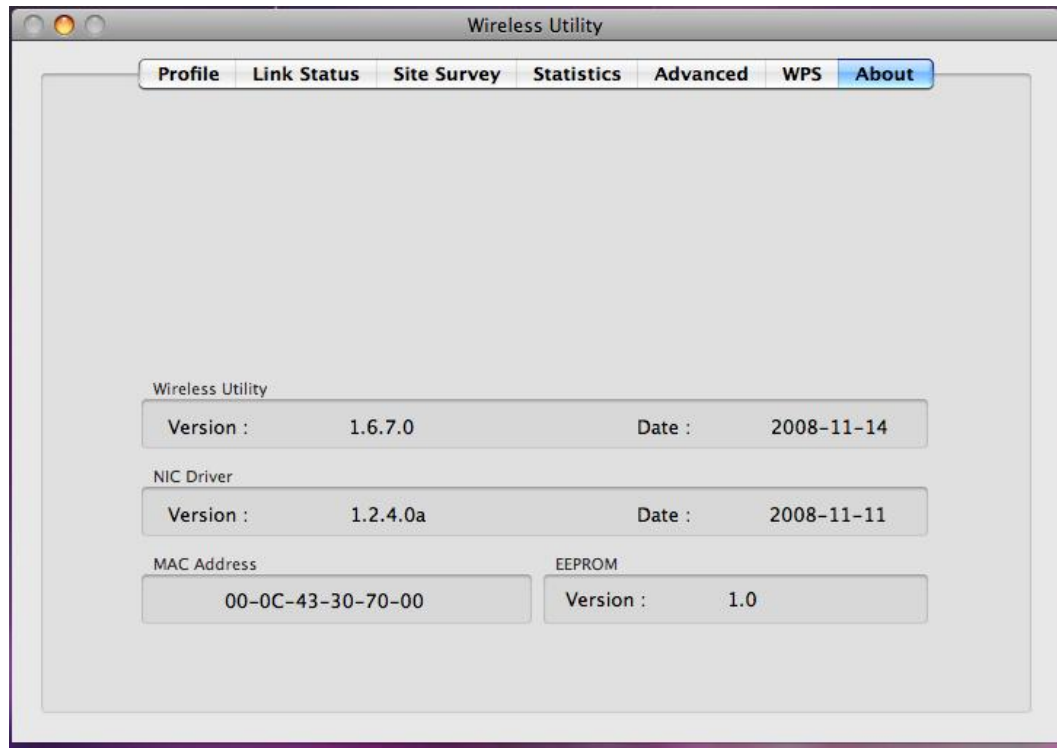 Wireless Utility
Profile Link Status Site Survey Statistics Advanced WPS About
Wireless Utility
Version : 1.6.7.0 Date : 2008-11-14
NIC Driver
Version : 1.2.4.0a Date : 2008-11-11
MAC Address EEPROM
00-0C-43-30-70-00 Version : 1.0